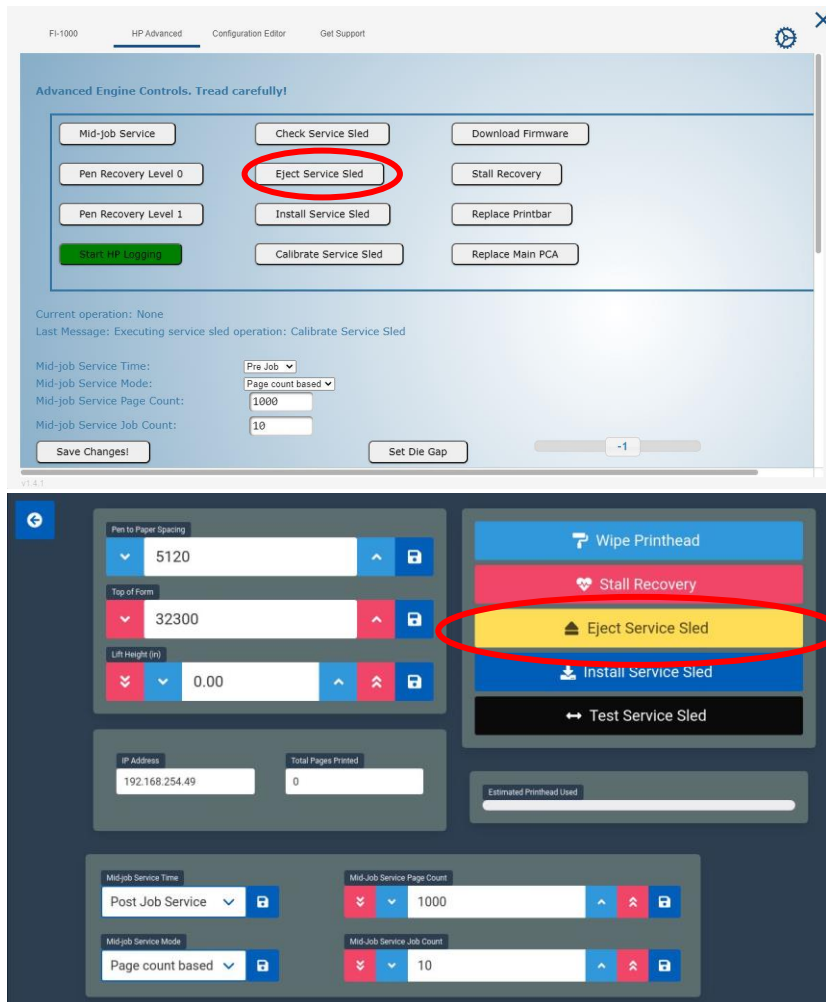 FI-1000 HP Advanced Configuration Editor Get Support
Advanced Engine Controls. Tread carefully!
Mid-job Service Check Service Sled Download Firmware
Pen Recovery Level 0 Eject Service Sled Stall Recovery
Pen Recovery Level 1 Install Service Sled Replace Printbar
Start HP Logging Calibrate Service Sled Replace Main PCA
Current operation: None
Last Message: Executing service sled operation: Calibrate Service Sled
Mid-job Service Time: Pre Job
Mid-job Service Mode: Page count based
Mid-job Service Page Count: 1000
Mid-job Service Job Count: 10
Save Changes! Set Die Gap -1
v1.4.1
Pen to Paper Spacing
5120
Top of Form
32300
Lift Height (in)
0.00
Wipe Printhead
Stall Recovery
Eject Service Sled
Install Service Sled
Test Service Sled
IP Address Total Pages Printed
192.168.254.49 0
Estimated Printhead Used
Mid-job Service Time Mid-Job Service Page Count
Post Job Service 1000
Mid-job Service Mode Mid-Job Service Job Count
Page count based 10